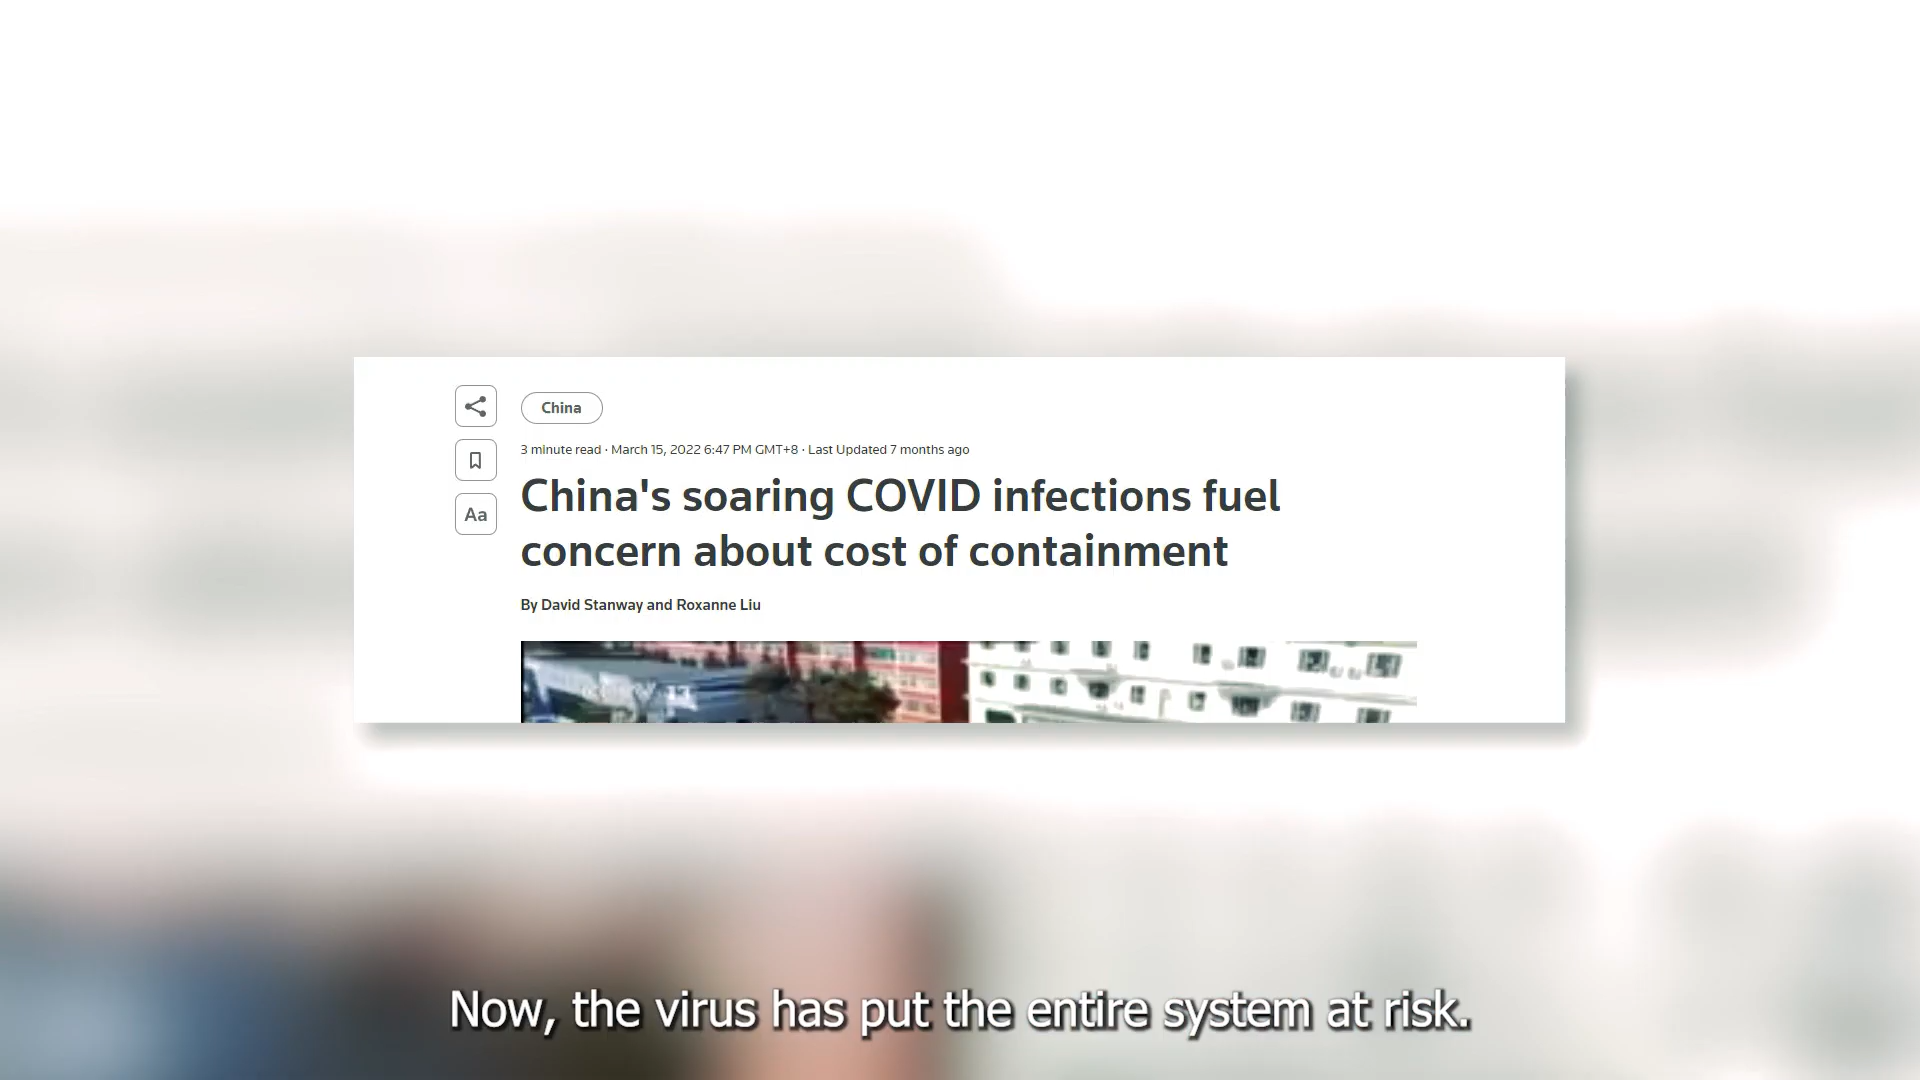 China
3 minute read · March 15, 2022 6:47 PM GMT+8 · Last Updated 7 months ago
Aa
China's soaring COVID infections fuel
concern about cost of containment
By David Stanway and Roxanne Liu
Now, the virus has put the entire system at risk.